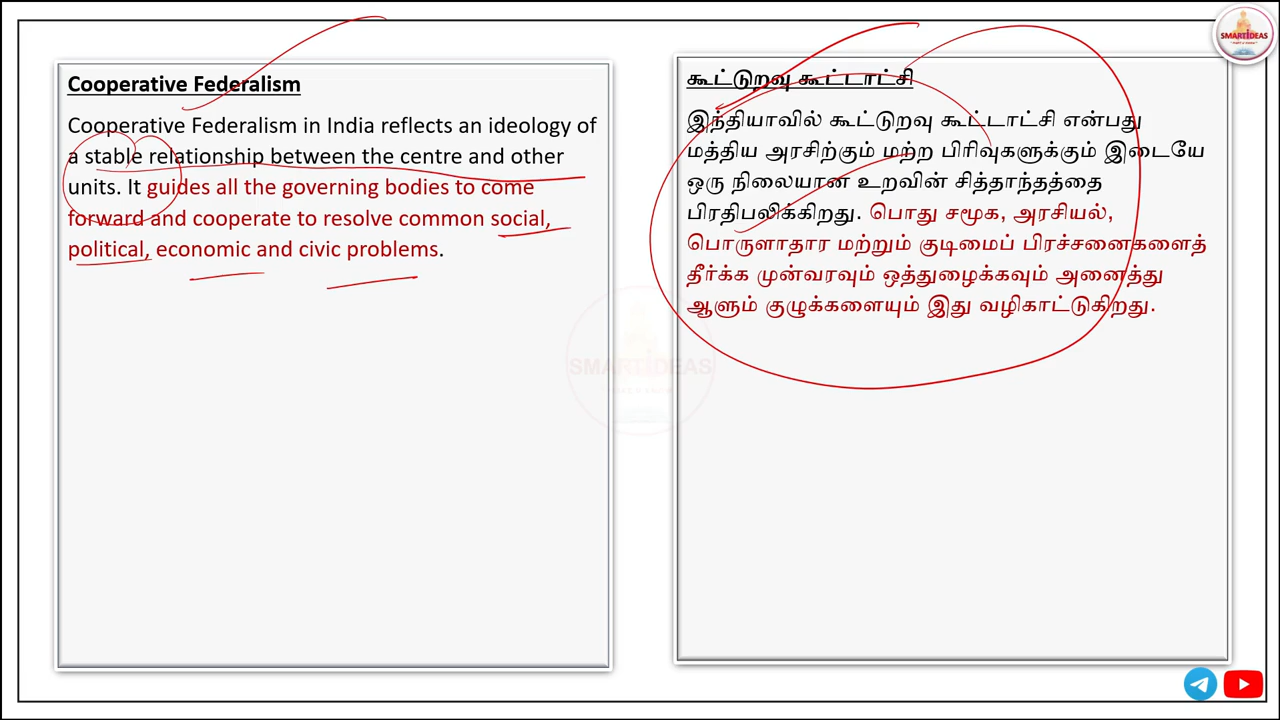 SMARTIDEAS
Cooperative Federalism
Cooperative Federalism in India reflects an ideology of
a stable relationship between the centre and other
units. It guides all the governing bodies to come
forward and cooperate to resolve common social,
political, economic and civic problems.
கூட்டுறவு கூட்டாட்சி
இந்தியாவில் கூட்டுறவு கூட்டாட்சி என்பது
மத்திய அரசிற்கும் மற்ற பிரிவுகளுக்கும் இடையே
ஒரு நிலையான உறவின் சித்தாந்தத்தை
பிரதிபலிக்கிறது. பொது சமூக, அரசியல்,
பொருளாதார மற்றும் குடிமைப் பிரச்சனைகளைத்
தீர்க்க முன்வரவும் ஒத்துழைக்கவும் அனைத்து
ஆளும் குழுக்களையும் இது வழிகாட்டுகிறது.
SMARTIDEAS